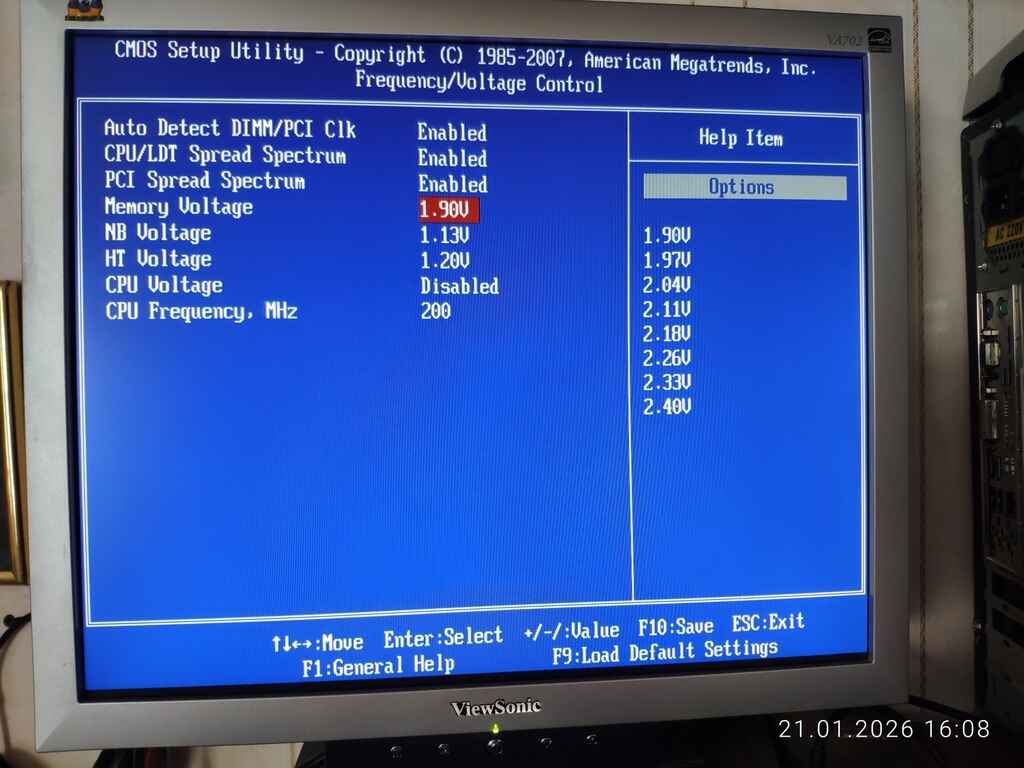 VA702
CMOS Setup Utility - Copyright (C) 1985-2007, American Megatrends, Inc.
Frequency/Voltage Control
Auto Detect DIMM/PCI Clk Enabled
CPU/LDT Spread Spectrum Enabled
PCI Spread Spectrum Enabled
Memory Voltage 1.90V
NB Voltage 1.13V
HT Voltage 1.20V
CPU Voltage Disabled
CPU Frequency, MHz 200
Help Item
Options
1.90V
1.97V
2.04V
2.11V
2.18V
2.26V
2.33V
2.40V
↑↓←→:Move Enter:Select +/-/:Value F10:Save ESC:Exit
F1:General Help F9:Load Default Settings
ViewSonic
AC 220V
21.01.2026 16:08